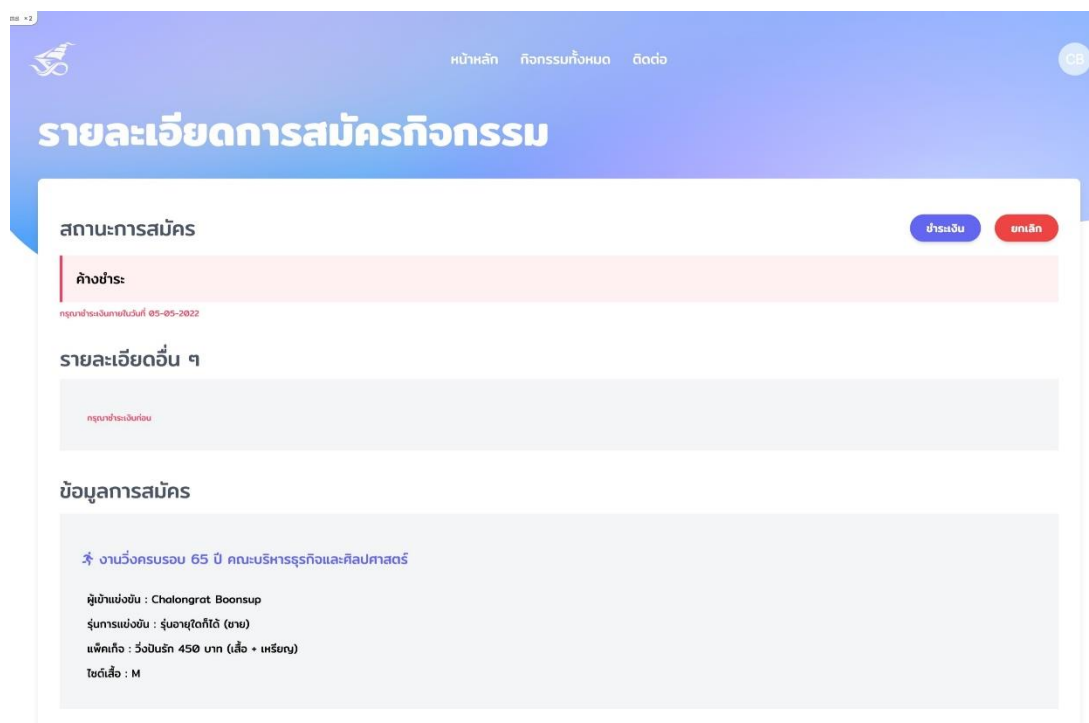 หน้าหลัก กิจกรรมทั้งหมด ติดต่อ
CB
รายละเอียดการสมัครกิจกรรม
สถานะการสมัคร
ชำระเงิน ยกเลิก
ค้างชำระ
กรุณาชำระเงินภายในวันที่ 05-05-2022
รายละเอียดอื่น ๆ
กรุณาชำระเงินก่อน
ข้อมูลการสมัคร
งานวิ่งครบรอบ 65 ปี คณะบริหารธุรกิจและศิลปศาสตร์
ผู้เข้าแข่งขัน : Chalongrat Boonsup
รุ่นการแข่งขัน : รุ่นอายุใดก็ได้ (ชาย)
แพ็คเกจ : วิ่งปันรัก 450 บาท (เสื้อ + เหรียญ)
ไซต์เสื้อ : M